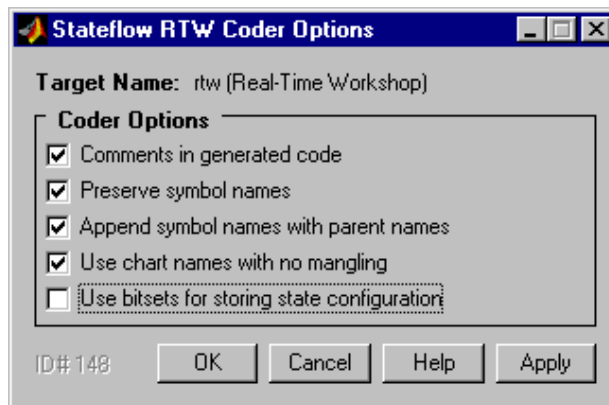 Stateflow RTW Coder Options
Target Name: rtw (Real-Time Workshop)
Coder Options
Comments in generated code
Preserve symbol names
Append symbol names with parent names
Use chart names with no mangling
Use bitsets for storing state configuration
ID# 148 OK Cancel Help Apply